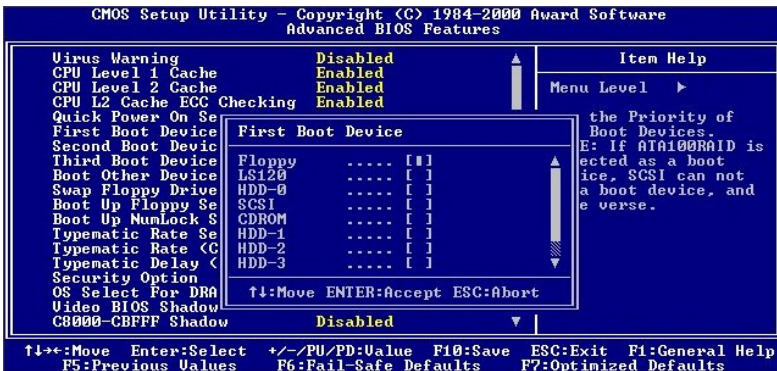 CMOS Setup Utility - Copyright (C) 1984-2000 Award Software
Advanced BIOS Features
Virus Warning Disabled
CPU Level 1 Cache Enabled
CPU Level 2 Cache Enabled
CPU L2 Cache ECC Checking Enabled
Quick Power On Se
First Boot Device
Second Boot Devic
Third Boot Device
Boot Other Device
Swap Floppy Drive
Boot Up Floppy Se
Boot Up NumLock S
Typematic Rate Se
Typematic Rate (C
Typematic Delay (
Security Option
OS Select For DRA
Video BIOS Shadow
C8000-CBFFF Shadow Disabled
First Boot Device
Floppy ..... [■]
LS120 ..... [ ]
HDD-0 ..... [ ]
SCSI ..... [ ]
CDROM ..... [ ]
HDD-1 ..... [ ]
HDD-2 ..... [ ]
HDD-3 ..... [ ]
↑↓:Move ENTER:Accept ESC:Abort
Item Help
Menu Level ►
the Priority of
Boot Devices.
E: If ATA100RAID is
ected as a boot
ice, SCSI can not
a boot device, and
e verse.
↑↓→←:Move Enter:Select +/-/PU/PD:Value F10:Save ESC:Exit F1:General Help
F5:Previous Values F6:Fail-Safe Defaults F7:Optimized Defaults